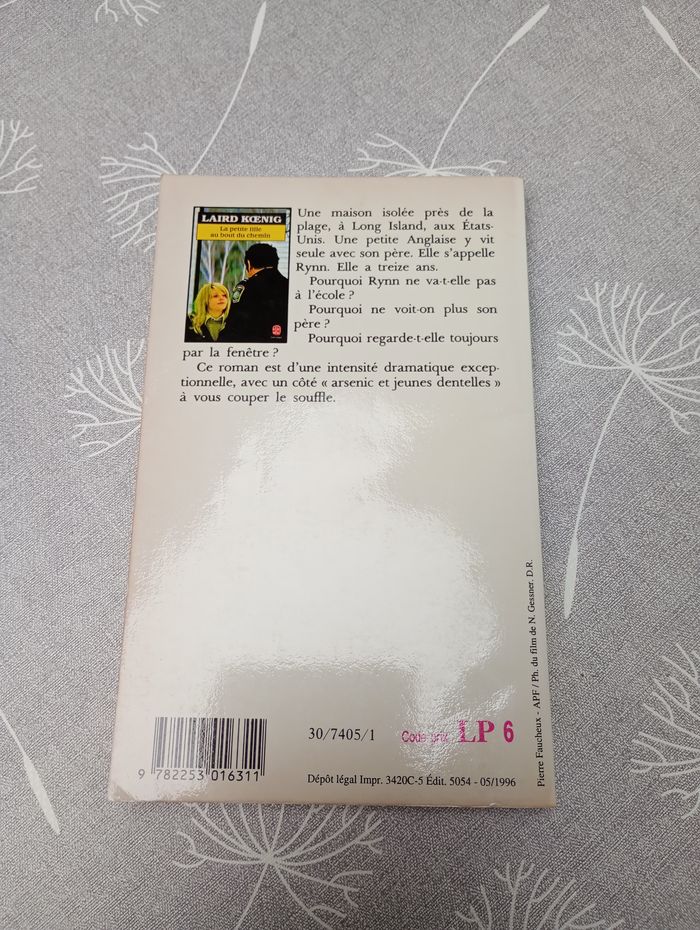 LAIRD KŒNIG
La petite fille
au bout du chemin
Une maison isolée près de la
plage, à Long Island, aux États-
Unis. Une petite Anglaise y vit
seule avec son père. Elle s'appelle
Rynn. Elle a treize ans.
Pourquoi Rynn ne va-t-elle pas
à l'école ?
Pourquoi ne voit-on plus son
père ?
Pourquoi regarde-t-elle toujours
par la fenêtre ?
Ce roman est d'une intensité dramatique excep-
tionnelle, avec un côté « arsenic et jeunes dentelles »
à vous couper le souffle.
Pierre Faucheux - APF / Ph. du film de N. Gessner. D.R.
30/7405/1
Code prix LP 6
9 782253 016311
Dépôt légal Impr. 3420C-5 Édit. 5054 - 05/1996